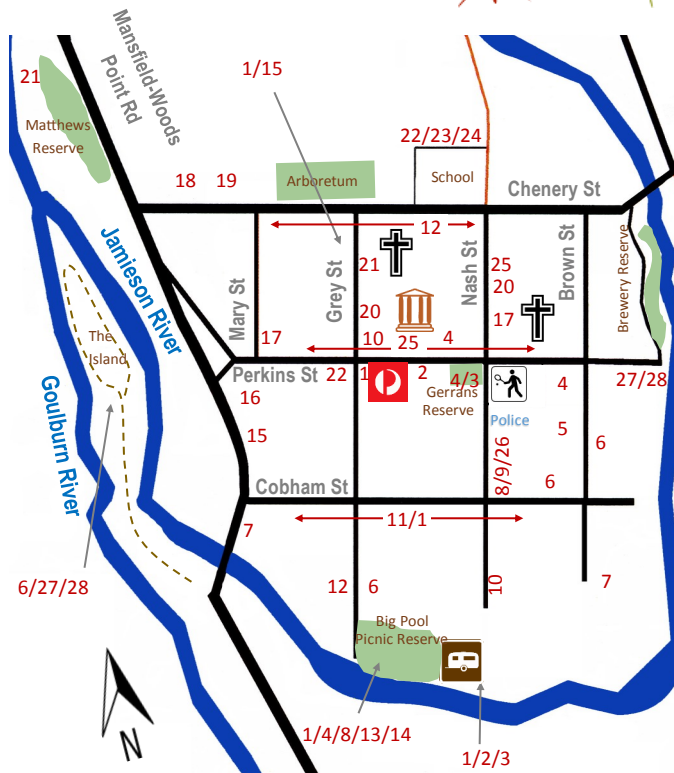 Mansfield-Woods
Point Rd
1/15
21
Matthews
Reserve
22/23/24
18 19
Arboretum
School
Chenery St
12
Jamieson River
Mary St
Grey St
Nash St
Brown St
Brewery Reserve
21
25
20
20
17
The
Island
17
10 25 4
Perkins St
22
1
2
4/3
Gerrans
Reserve
4
27/28
Goulburn River
16
Police
15
8/9/26
5
6
6
Cobham St
11/1
7
6/27/28
12
6
10
7
Big Pool
Picnic Reserve
N
1/4/8/13/14
1/2/3